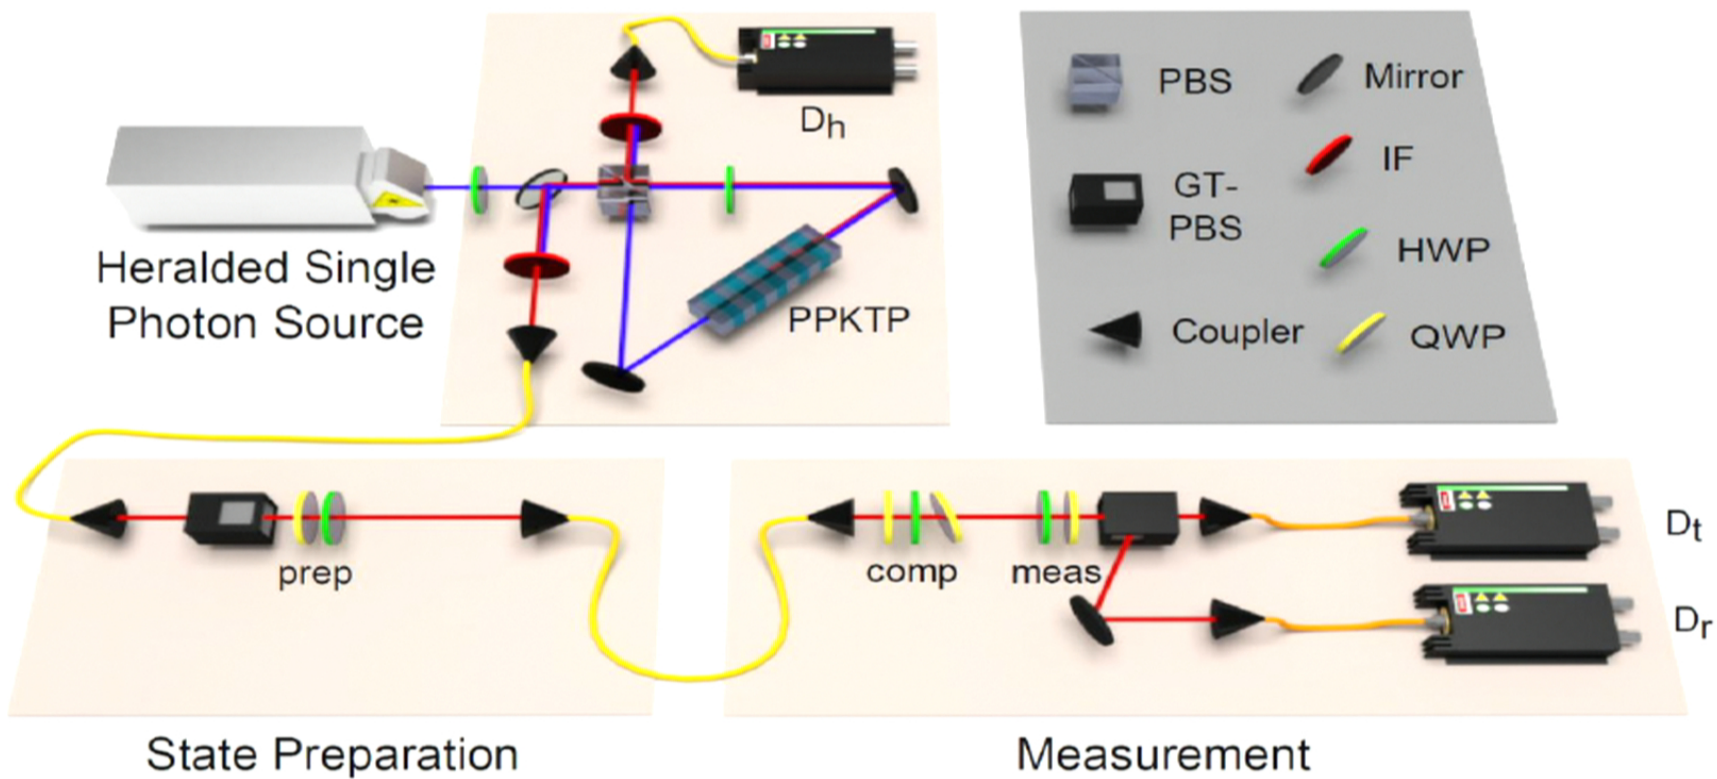 Dh
Heralded Single
Photon Source
PPKTP
PBS
Mirror
GT-
PBS
IF
HWP
Coupler
QWP
prep
comp
meas
Dt
Dr
State Preparation
Measurement